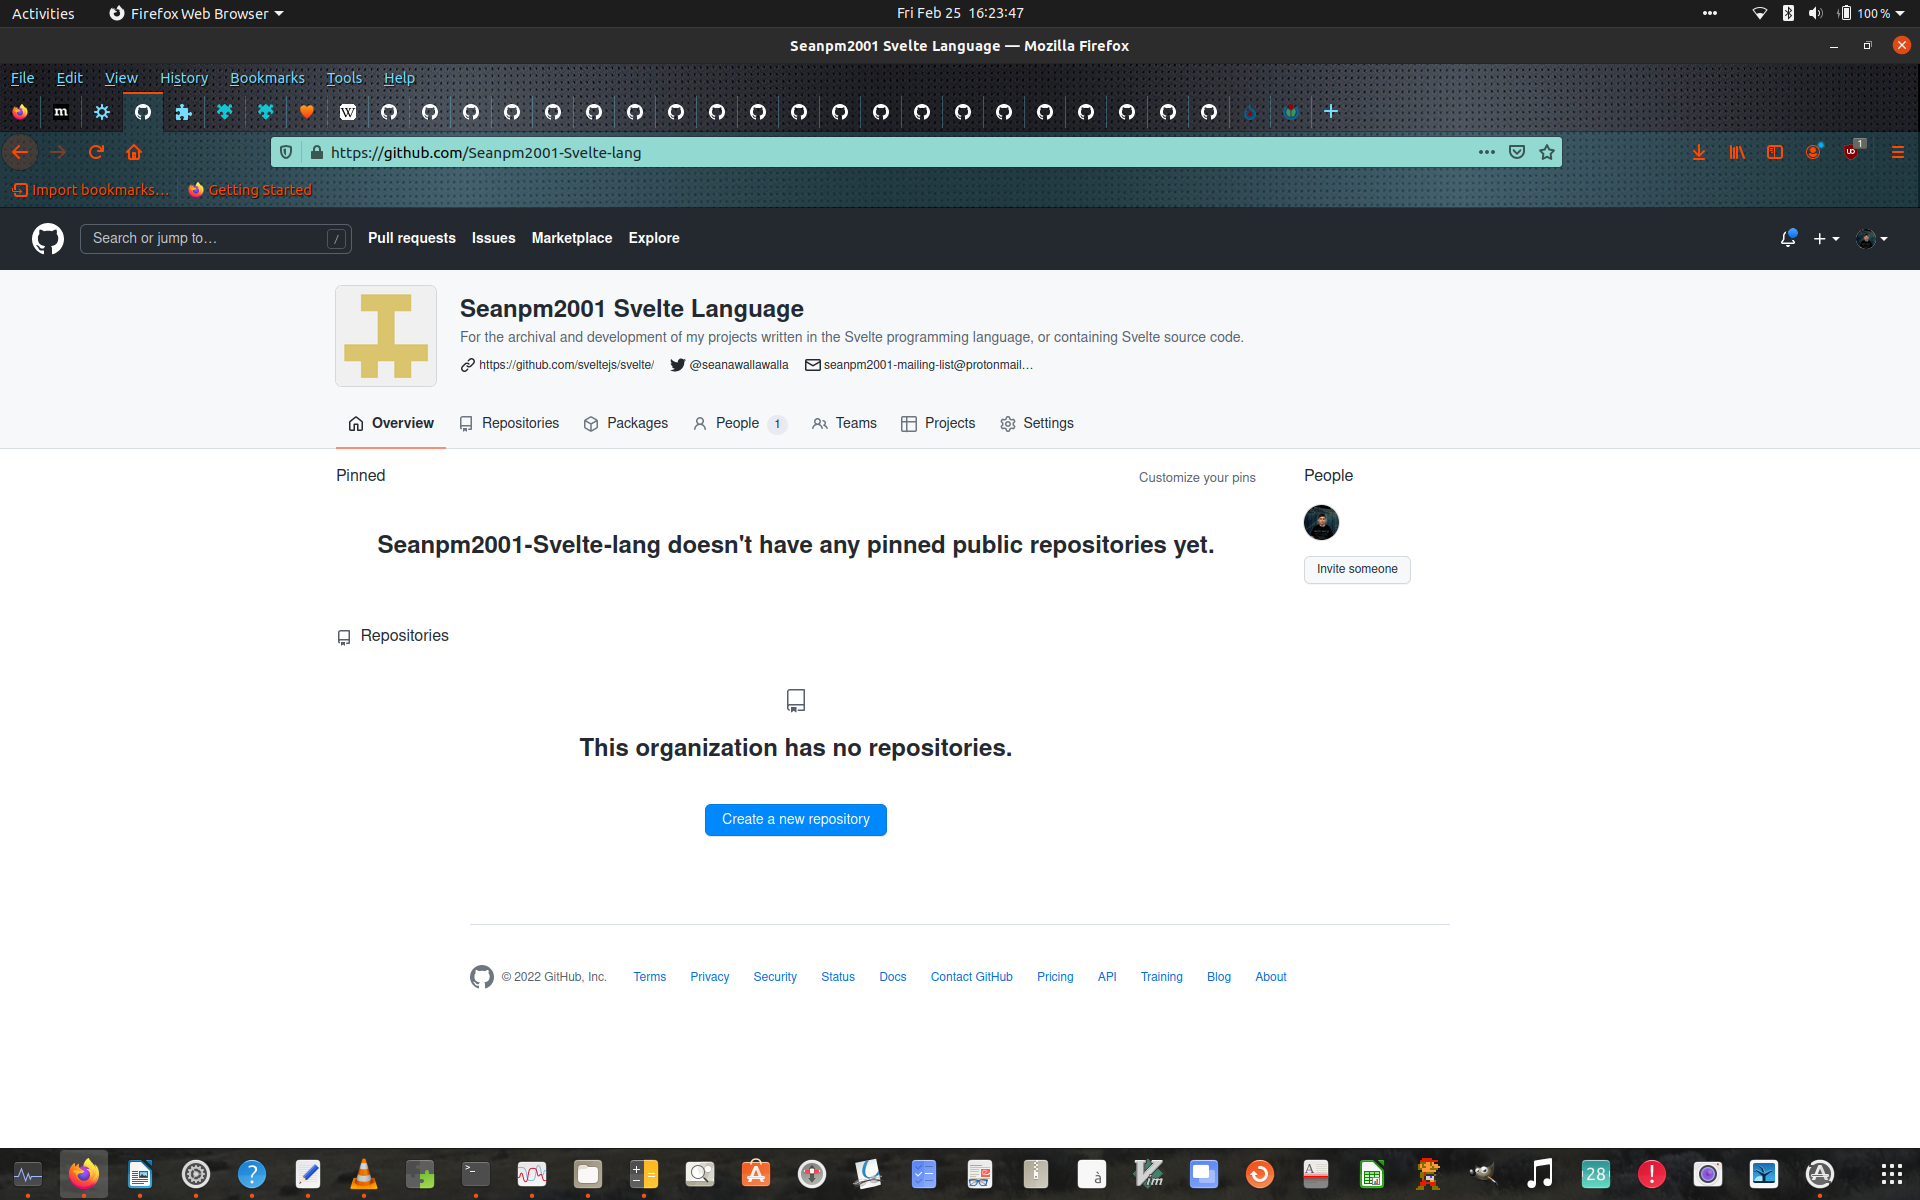 Activities
Firefox Web Browser
Fri Feb 25 16:23:47
100 %
Seanpm2001 Svelte Language — Mozilla Firefox
File Edit View History Bookmarks Tools Help
https://github.com/Seanpm2001-Svelte-lang
1
Import bookmarks…
Getting Started
Search or jump to…
/
Pull requests
Issues
Marketplace
Explore
Seanpm2001 Svelte Language
For the archival and development of my projects written in the Svelte programming language, or containing Svelte source code.
https://github.com/sveltejs/svelte/
@seanawallawalla
seanpm2001-mailing-list@protonmail…
Overview
Repositories
Packages
People 1
Teams
Projects
Settings
Pinned
Customize your pins
People
Seanpm2001-Svelte-lang doesn't have any pinned public repositories yet.
Invite someone
Repositories
This organization has no repositories.
Create a new repository
© 2022 GitHub, Inc.
Terms
Privacy
Security
Status
Docs
Contact GitHub
Pricing
API
Training
Blog
About
28